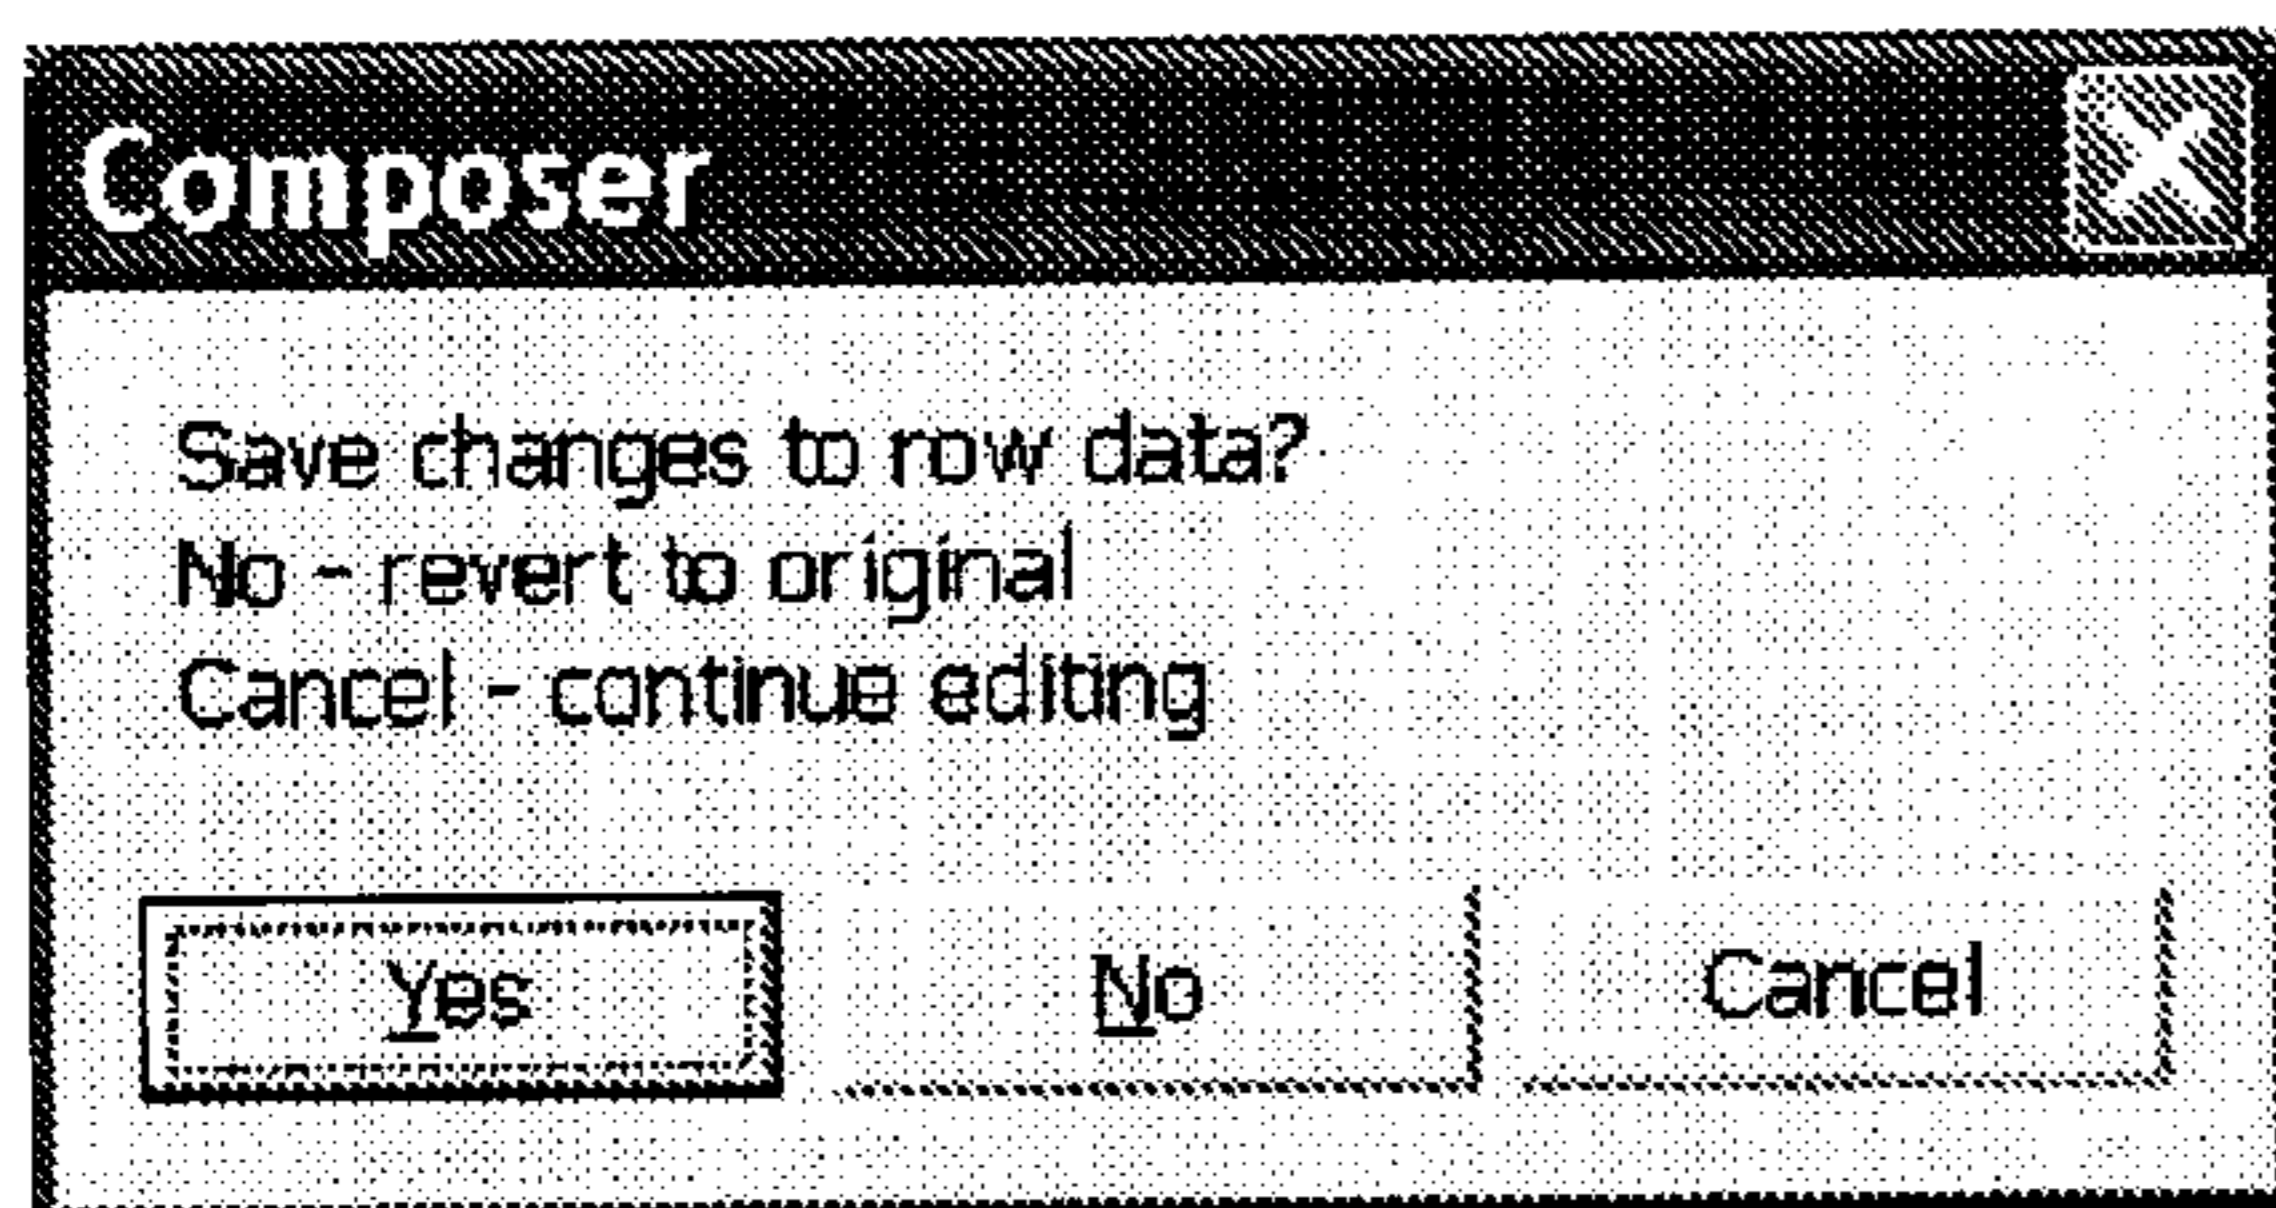 Composer
Save changes to row data?
No - revert to original
Cancel - continue editing
Yes
No
Cancel